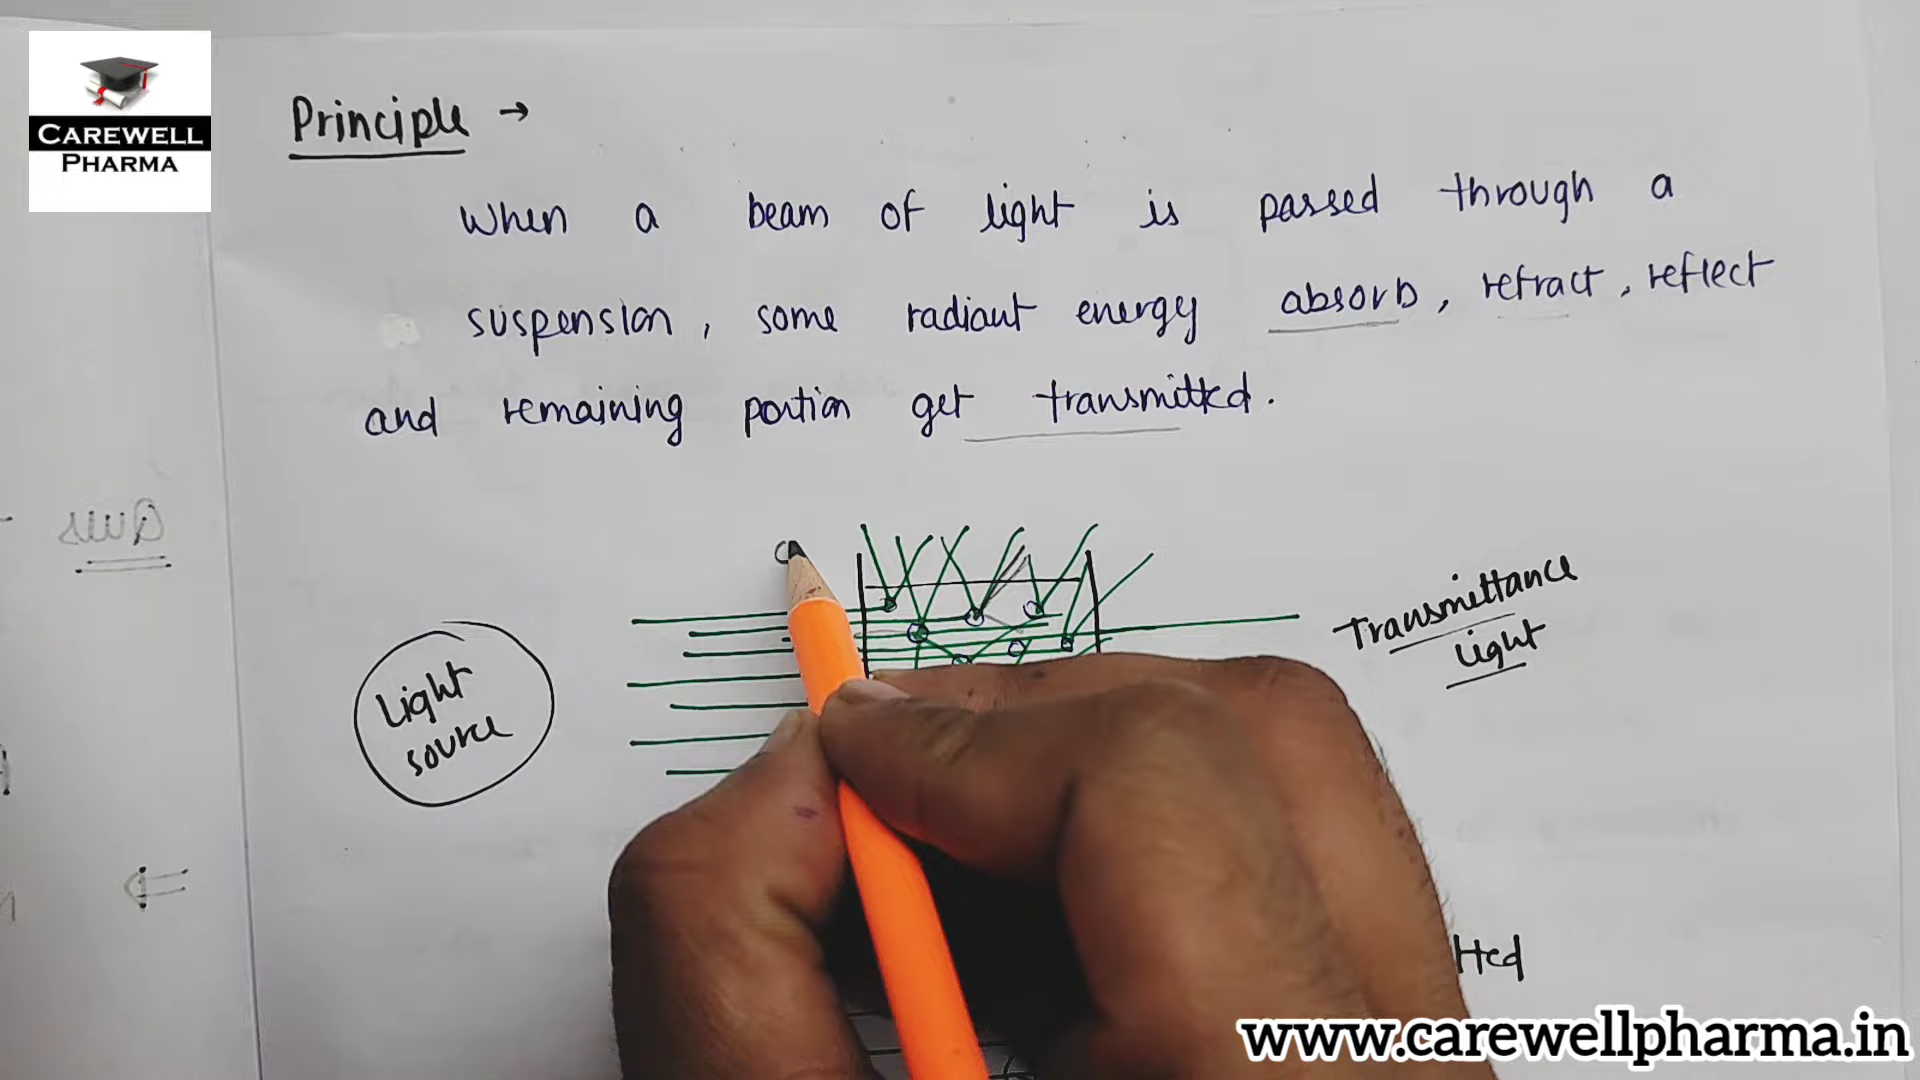 CAREWELL
PHARMA
Principle →
When a beam of light is passed through a
suspension, some radiant energy absorb, refract, reflect
and remaining portion get transmitted.
Light
source
Transmittance
Light
tted
www.carewellpharma.in